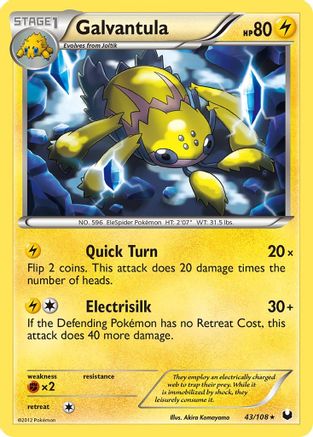 STAGE1
Galvantula
HP80
Evolves from Joltik
NO. 596 EleSpider Pokémon HT: 2'07" WT: 31.5 lbs.
Quick Turn 20×
Flip 2 coins. This attack does 20 damage times the
number of heads.
Electrisilk 30+
If the Defending Pokémon has no Retreat Cost, this
attack does 40 more damage.
weakness
resistance
×2
They employ an electrically charged
web to trap their prey. While it
is immobilized by shock, they
leisurely consume it.
retreat
©2012 Pokémon
Illus. Akira Komayama
43/108 ★